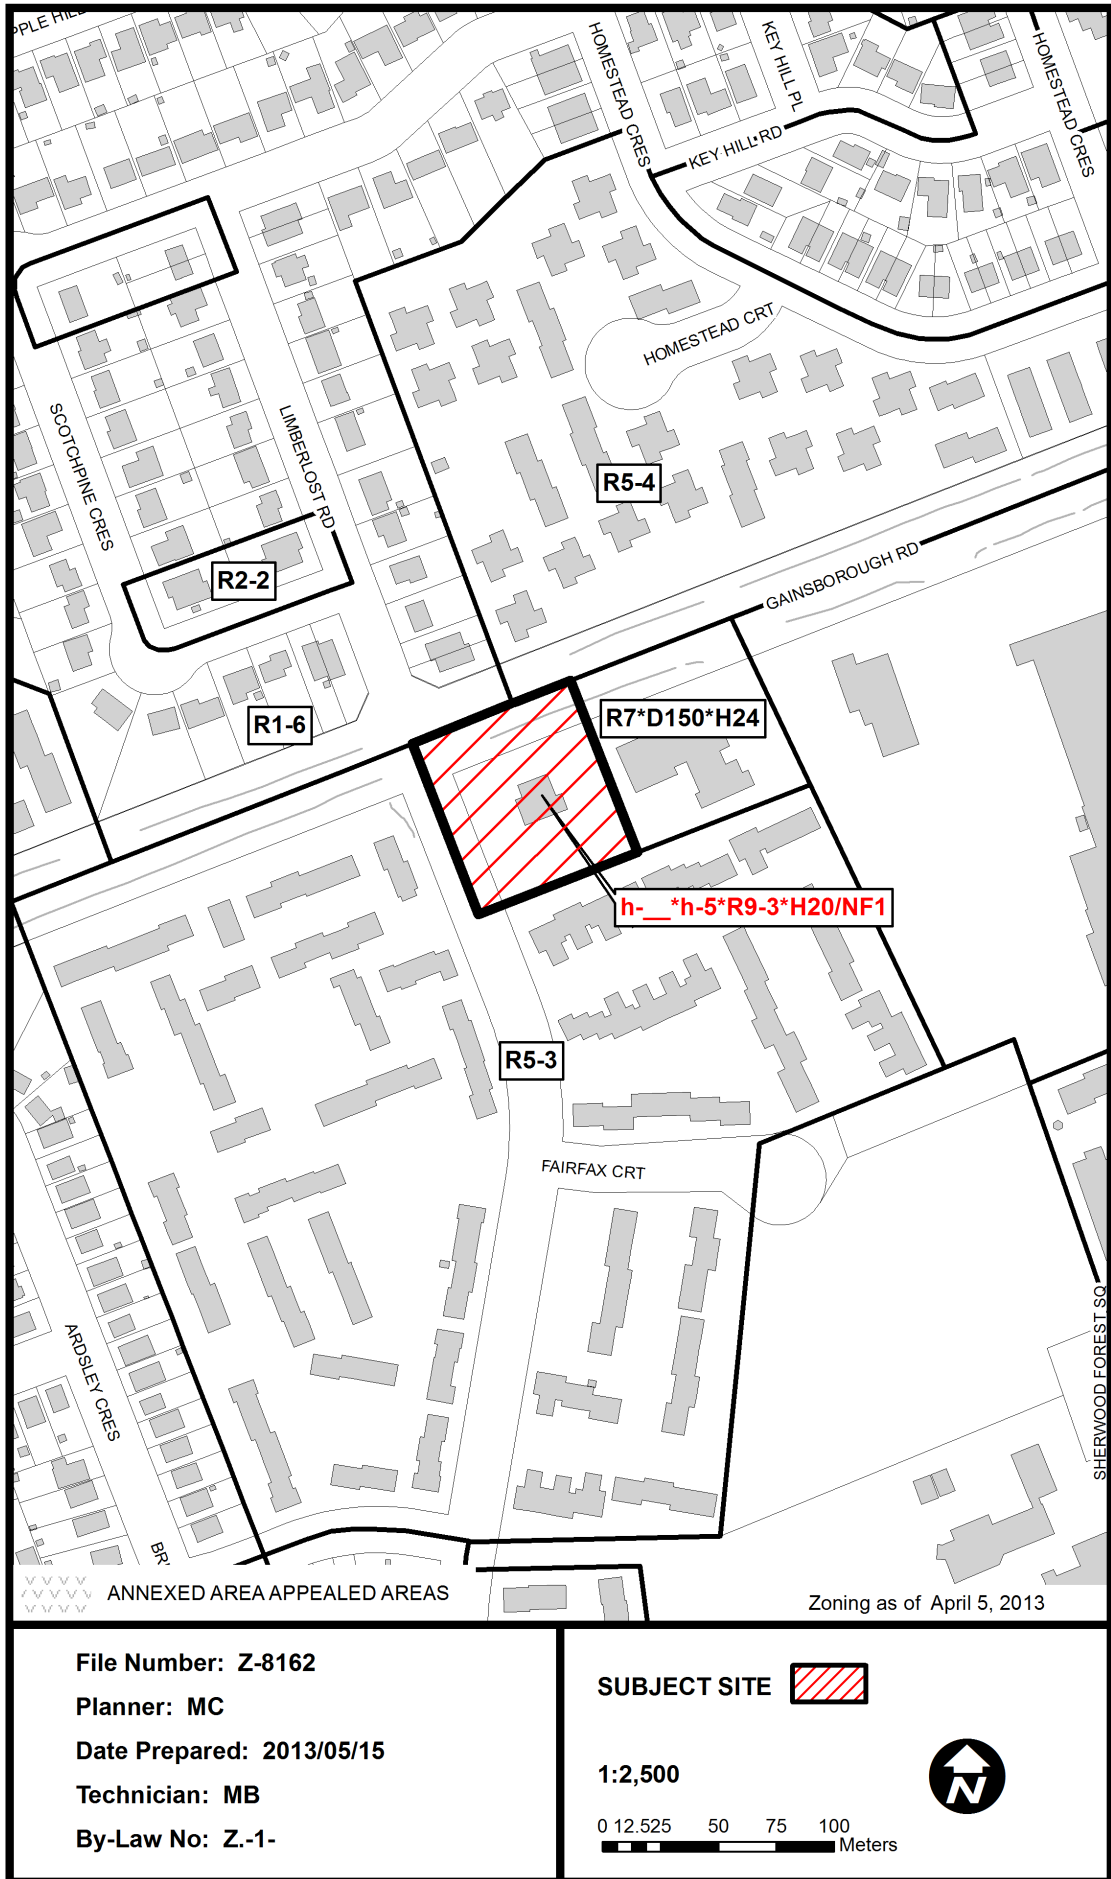 HOMESTEAD CRES
KEY HILL PL
HOMESTEAD CRES
KEY HILL RD
HOMESTEAD CRT
SCOTCHPINE CRES
LIMBERLOST RD
R5-4
GAINSBOROUGH RD
R2-2
R1-6
R7*D150*H24
h-__*h-5*R9-3*H20/NF1
R5-3
FAIRFAX CRT
ARDSLEY CRES
SHERWOOD FOREST SQ
ANNEXED AREA APPEALED AREAS
Zoning as of April 5, 2013
File Number: Z-8162
Planner: MC
Date Prepared: 2013/05/15
Technician: MB
By-Law No: Z.-1-
SUBJECT SITE
1:2,500
N
0 12.525 50 75 100
Meters